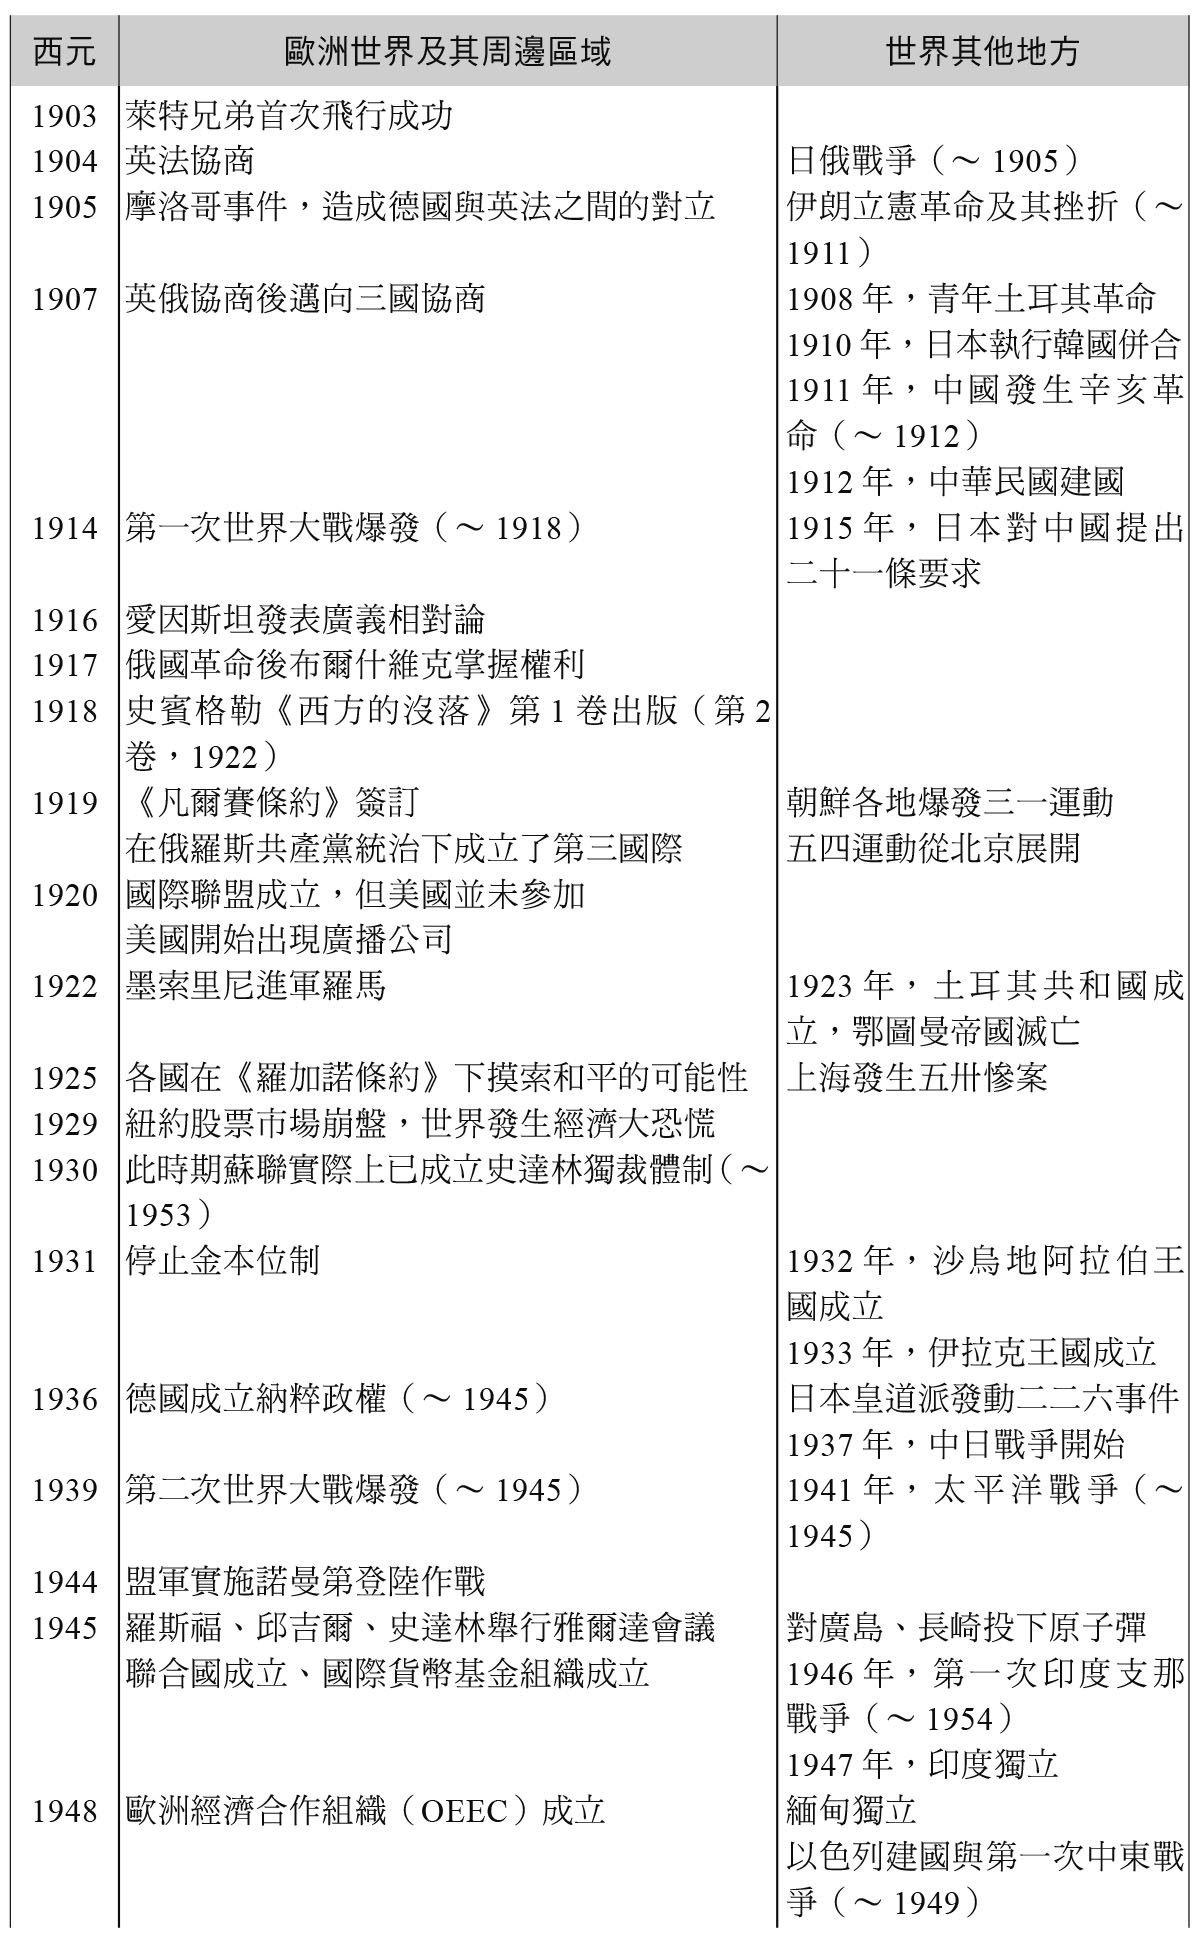 西元 歐洲世界及其周邊區域 世界其他地方
1903 萊特兄弟首次飛行成功
1904 英法協商 日俄戰爭（～1905）
1905 摩洛哥事件，造成德國與英法之間的對立 伊朗立憲革命及其挫折（～
1911）
1907 英俄協商後邁向三國協商 1908 年，青年土耳其革命
1910 年，日本執行韓國併合
1911 年，中國發生辛亥革
命（～1912）
1912 年，中華民國建國
1914 第一次世界大戰爆發（～1918） 1915 年，日本對中國提出
二十一條要求
1916 愛因斯坦發表廣義相對論
1917 俄國革命後布爾什維克掌握權利
1918 史賓格勒《西方的沒落》第 1 卷出版（第 2
卷，1922）
1919 《凡爾賽條約》簽訂 朝鮮各地爆發三一運動
在俄羅斯共產黨統治下成立了第三國際 五四運動從北京展開
1920 國際聯盟成立，但美國並未參加
美國開始出現廣播公司
1922 墨索里尼進軍羅馬 1923 年，土耳其共和國成
立，鄂圖曼帝國滅亡
1925 各國在《羅加諾條約》下摸索和平的可能性 上海發生五卅慘案
1929 紐約股票市場崩盤，世界發生經濟大恐慌
1930 此時期蘇聯實際上已成立史達林獨裁體制（～
1953）
1931 停止金本位制 1932 年，沙烏地阿拉伯王
國成立
1933 年，伊拉克王國成立
1936 德國成立納粹政權（～1945） 日本皇道派發動二二六事件
1937 年，中日戰爭開始
1939 第二次世界大戰爆發（～1945） 1941 年，太平洋戰爭（～
1945）
1944 盟軍實施諾曼第登陸作戰
1945 羅斯福、邱吉爾、史達林舉行雅爾達會議 對廣島、長崎投下原子彈
聯合國成立、國際貨幣基金組織成立 1946 年，第一次印度支那
戰爭（～1954）
1947 年，印度獨立
1948 歐洲經濟合作組織（OEEC）成立 緬甸獨立
以色列建國與第一次中東戰
爭（～1949）